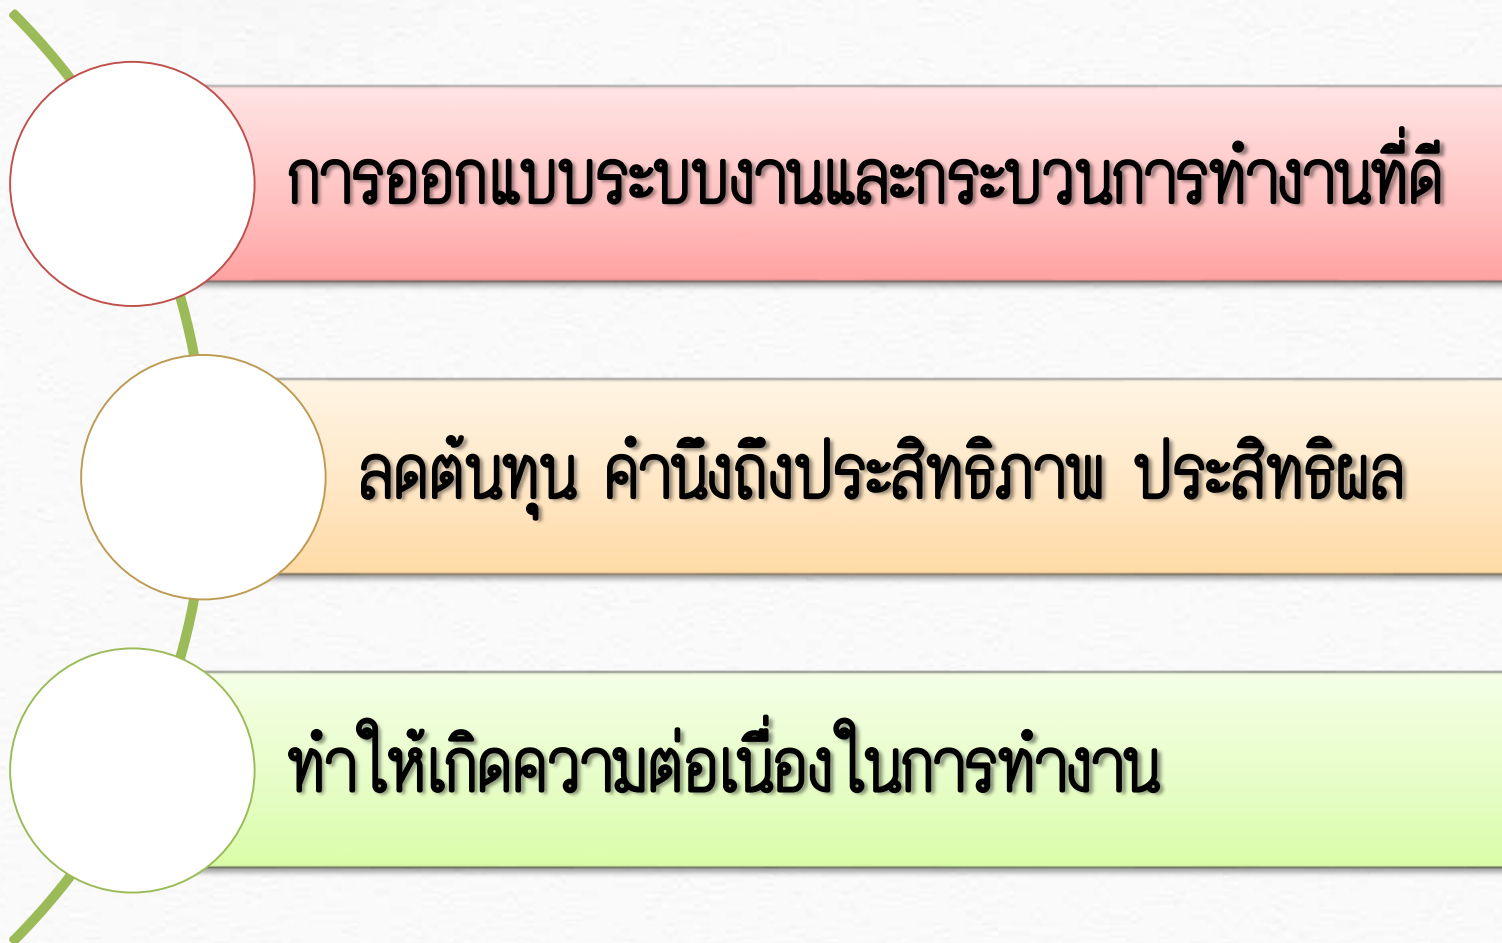 การออกแบบระบบงานและกระบวนการทำงานที่ดี
ลดต้นทุน คำนึงถึงประสิทธิภาพ ประสิทธิผล
ทำให้เกิดความต่อเนื่องในการทำงาน